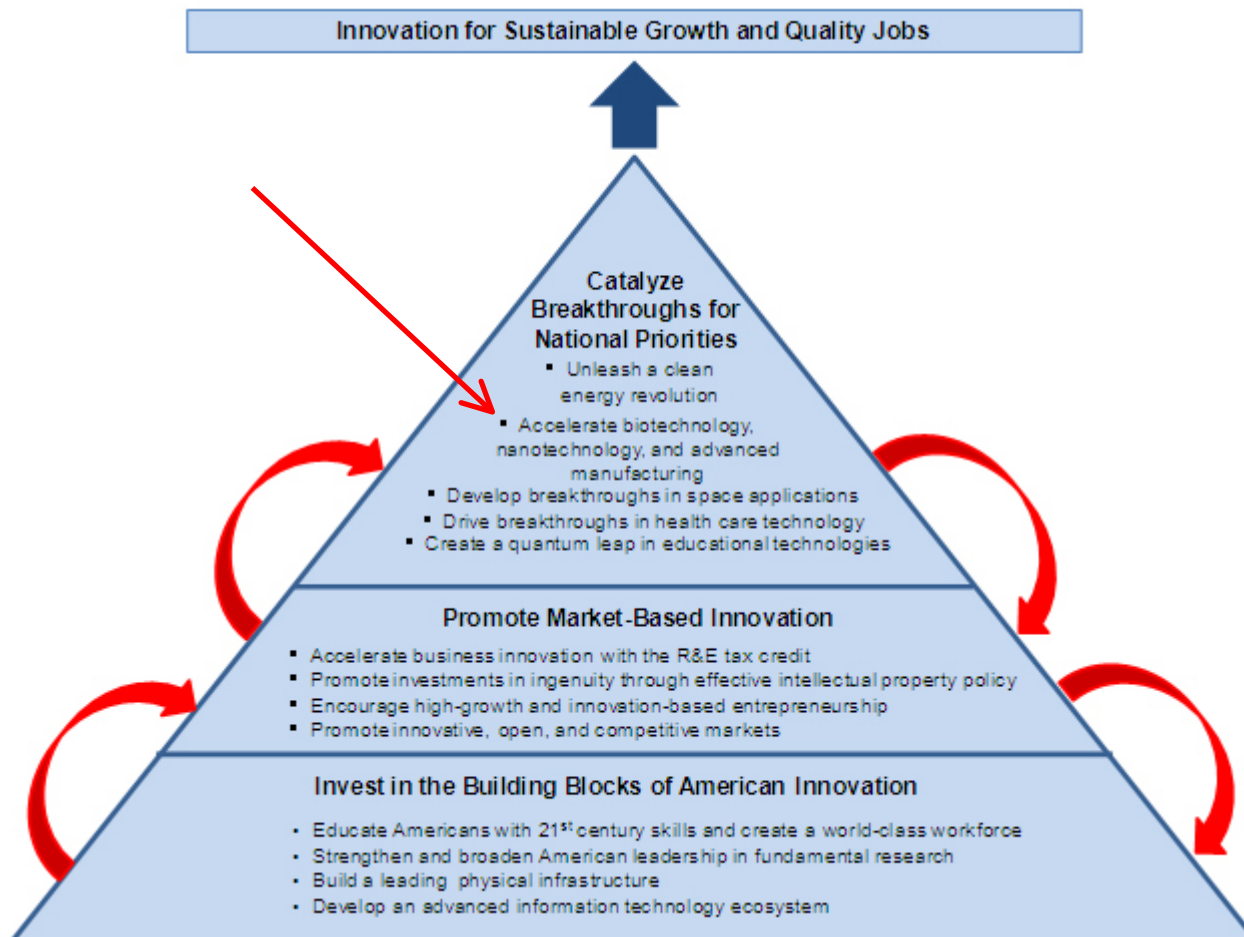 Innovation for Sustainable Growth and Quality Jobs
Catalyze
Breakthroughs for
National Priorities
▪ Unleash a clean
energy revolution
▪ Accelerate biotechnology,
nanotechnology, and advanced
manufacturing
▪ Develop breakthroughs in space applications
▪ Drive breakthroughs in health care technology
▪ Create a quantum leap in educational technologies
Promote Market-Based Innovation
▪ Accelerate business innovation with the R&E tax credit
▪ Promote investments in ingenuity through effective intellectual property policy
▪ Encourage high-growth and innovation-based entrepreneurship
▪ Promote innovative, open, and competitive markets
Invest in the Building Blocks of American Innovation
• Educate Americans with 21st century skills and create a world-class workforce
• Strengthen and broaden American leadership in fundamental research
• Build a leading physical infrastructure
• Develop an advanced information technology ecosystem